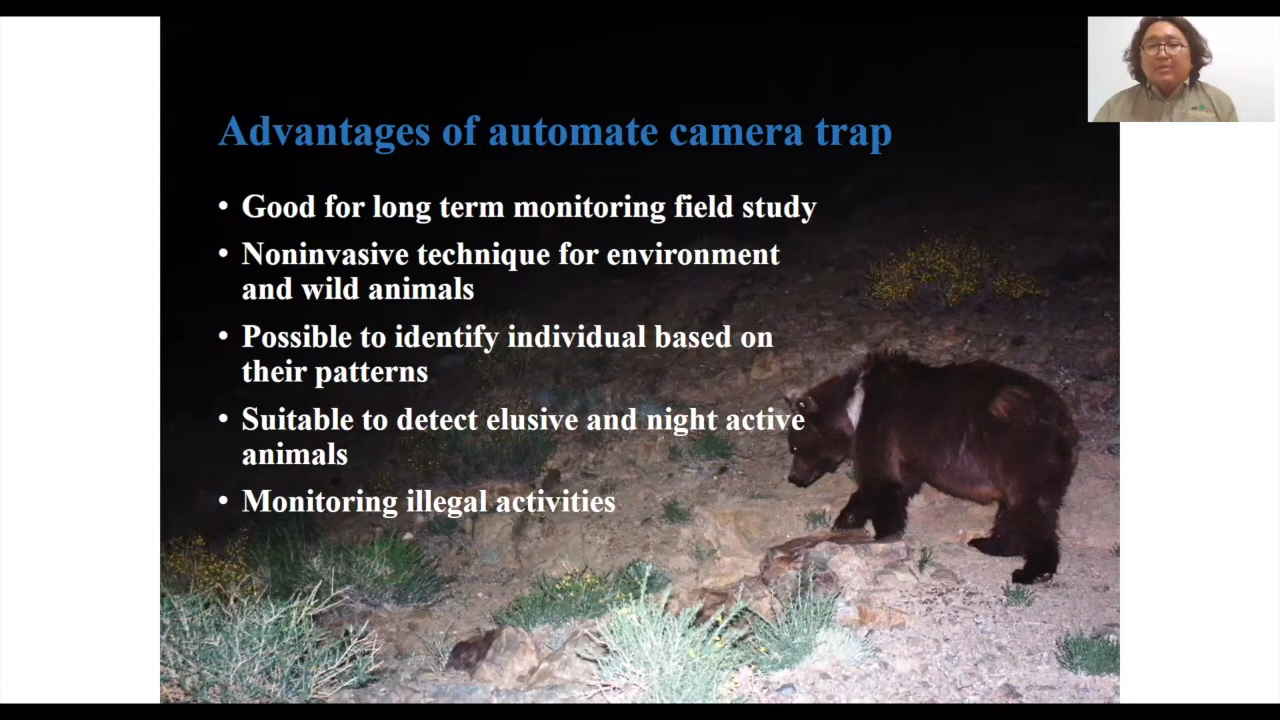 Advantages of automate camera trap
• Good for long term monitoring field study
• Noninvasive technique for environment
and wild animals
• Possible to identify individual based on
their patterns
• Suitable to detect elusive and night active
animals
• Monitoring illegal activities